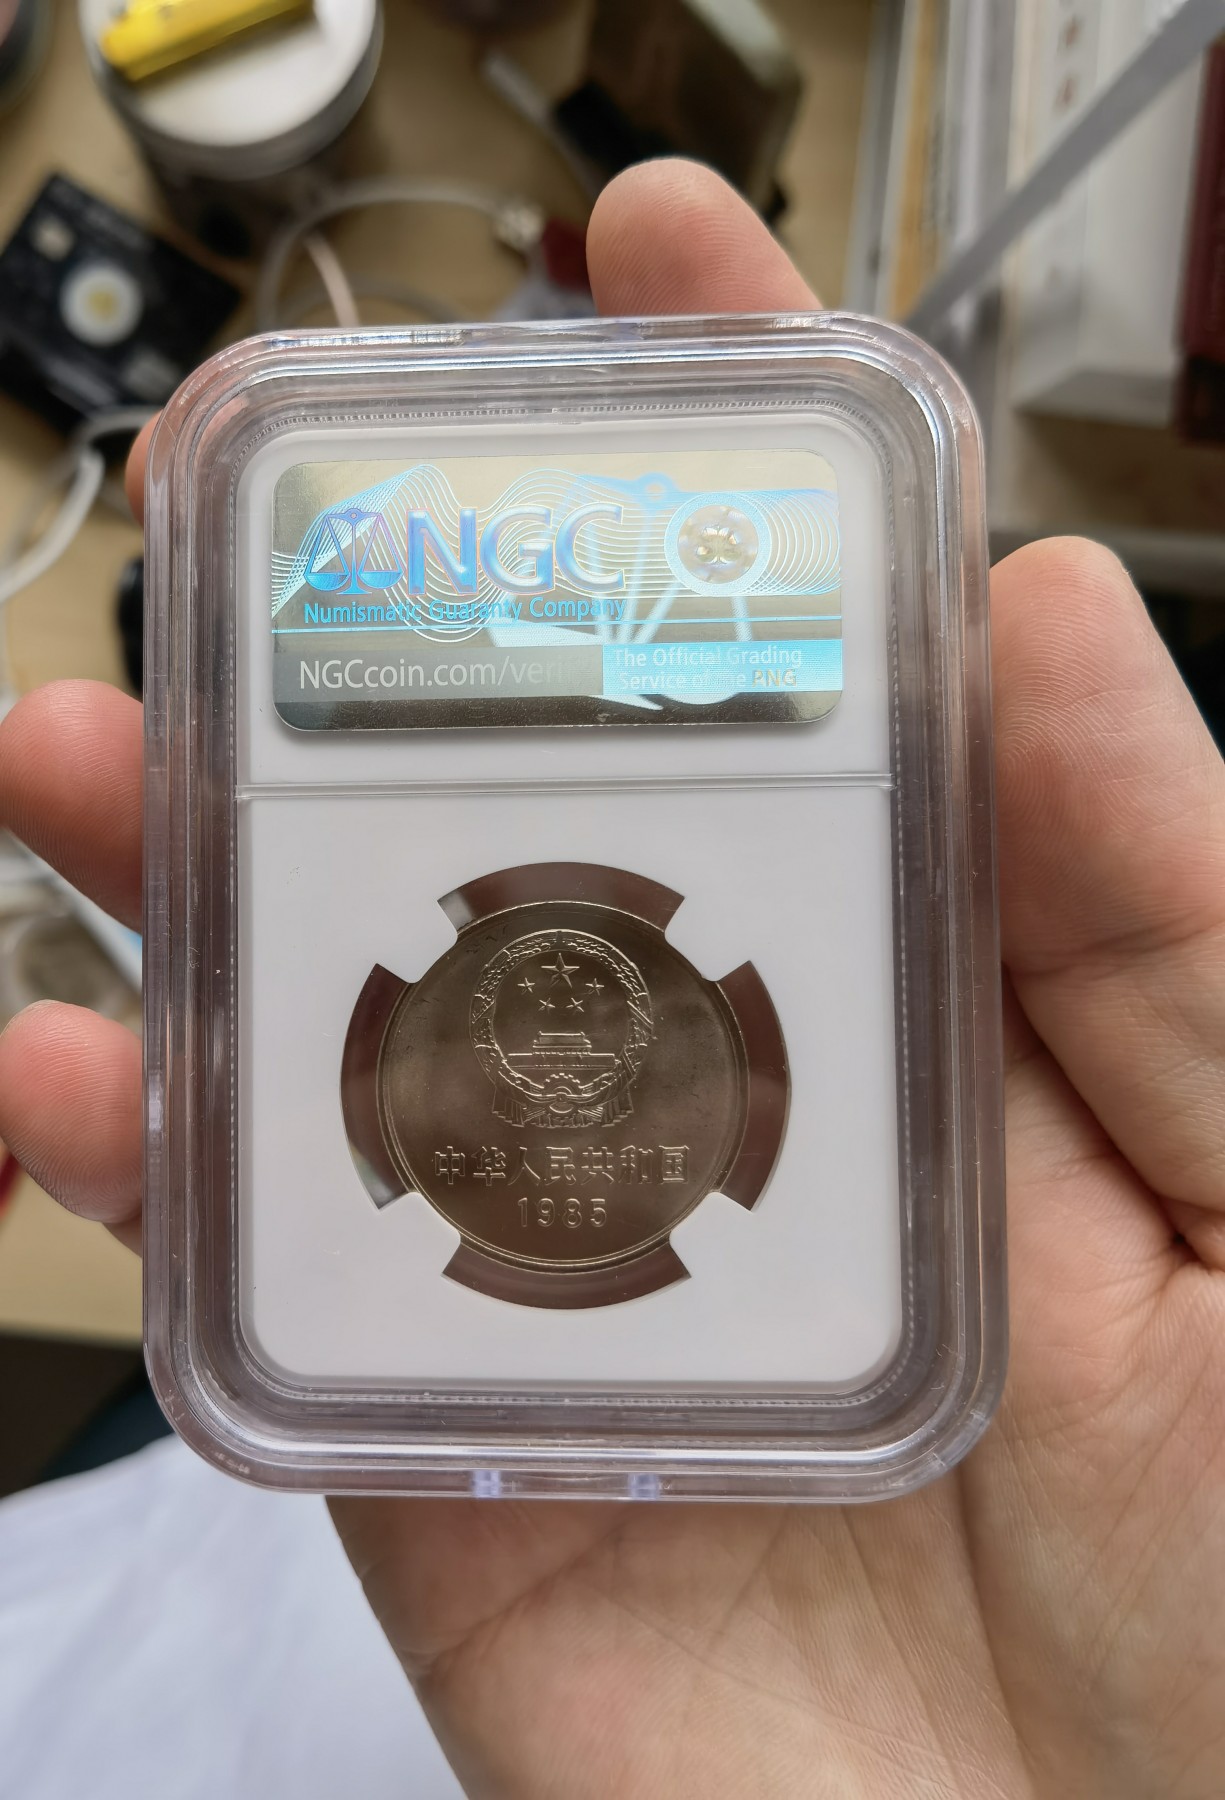 NGC
Numismatic Guaranty Company
NGCcoin.com/verify
The Official Grading
Service of the PNG
中华人民共和国
1985